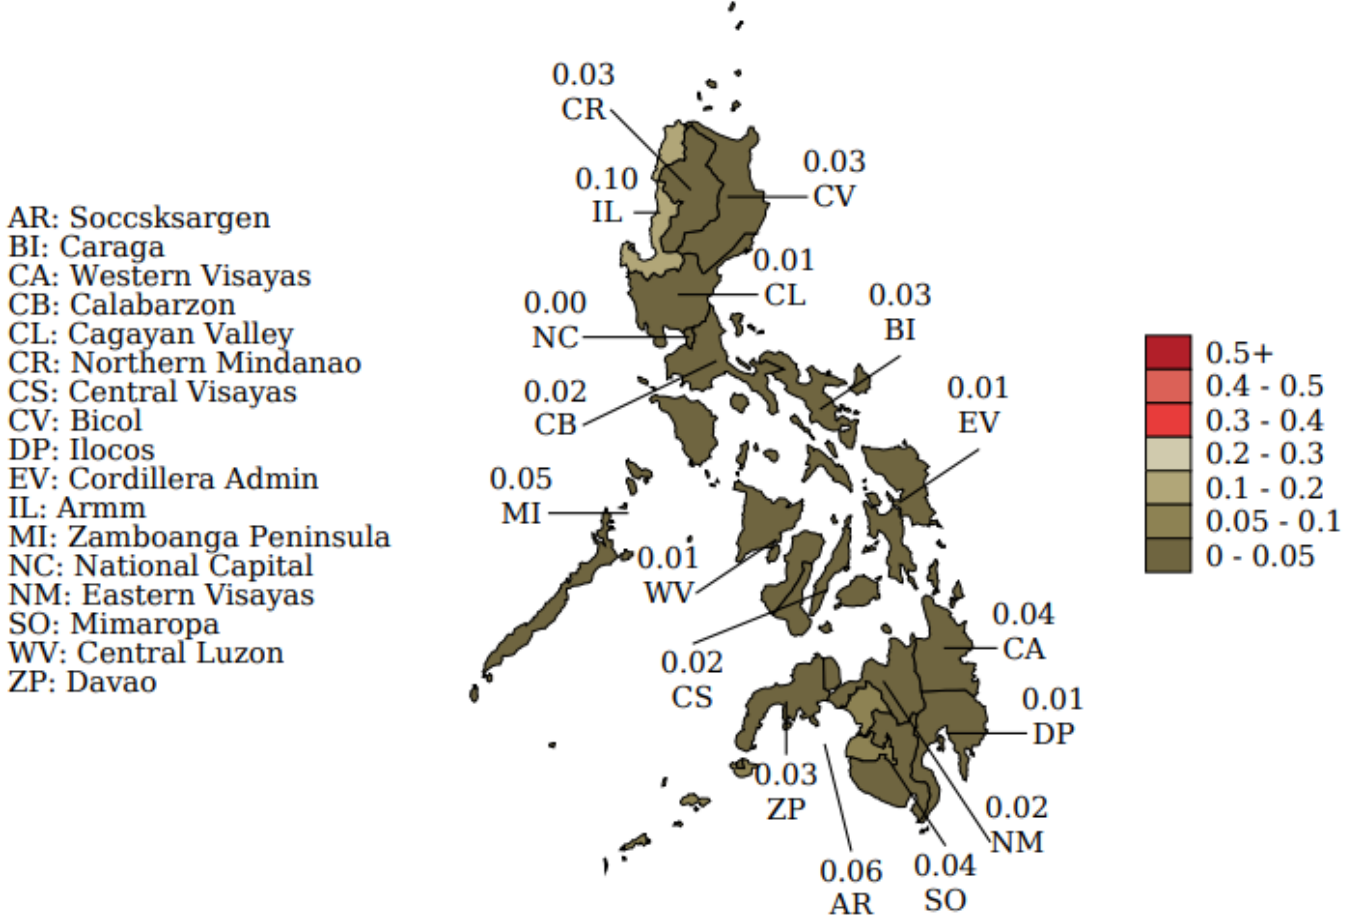 AR: Soccsksargen
BI: Caraga
CA: Western Visayas
CB: Calabarzon
CL: Cagayan Valley
CR: Northern Mindanao
CS: Central Visayas
CV: Bicol
DP: Ilocos
EV: Cordillera Admin
IL: Armm
MI: Zamboanga Peninsula
NC: National Capital
NM: Eastern Visayas
SO: Mimaropa
WV: Central Luzon
ZP: Davao
0.03
CR
0.03
CV
0.10
IL
0.01
CL
0.00
NC
0.03
BI
0.02
CB
0.01
EV
0.05
MI
0.01
WV
0.02
CS
0.04
CA
0.01
DP
0.03
ZP
0.02
NM
0.06
AR
0.04
SO
0.5+
0.4 - 0.5
0.3 - 0.4
0.2 - 0.3
0.1 - 0.2
0.05 - 0.1
0 - 0.05